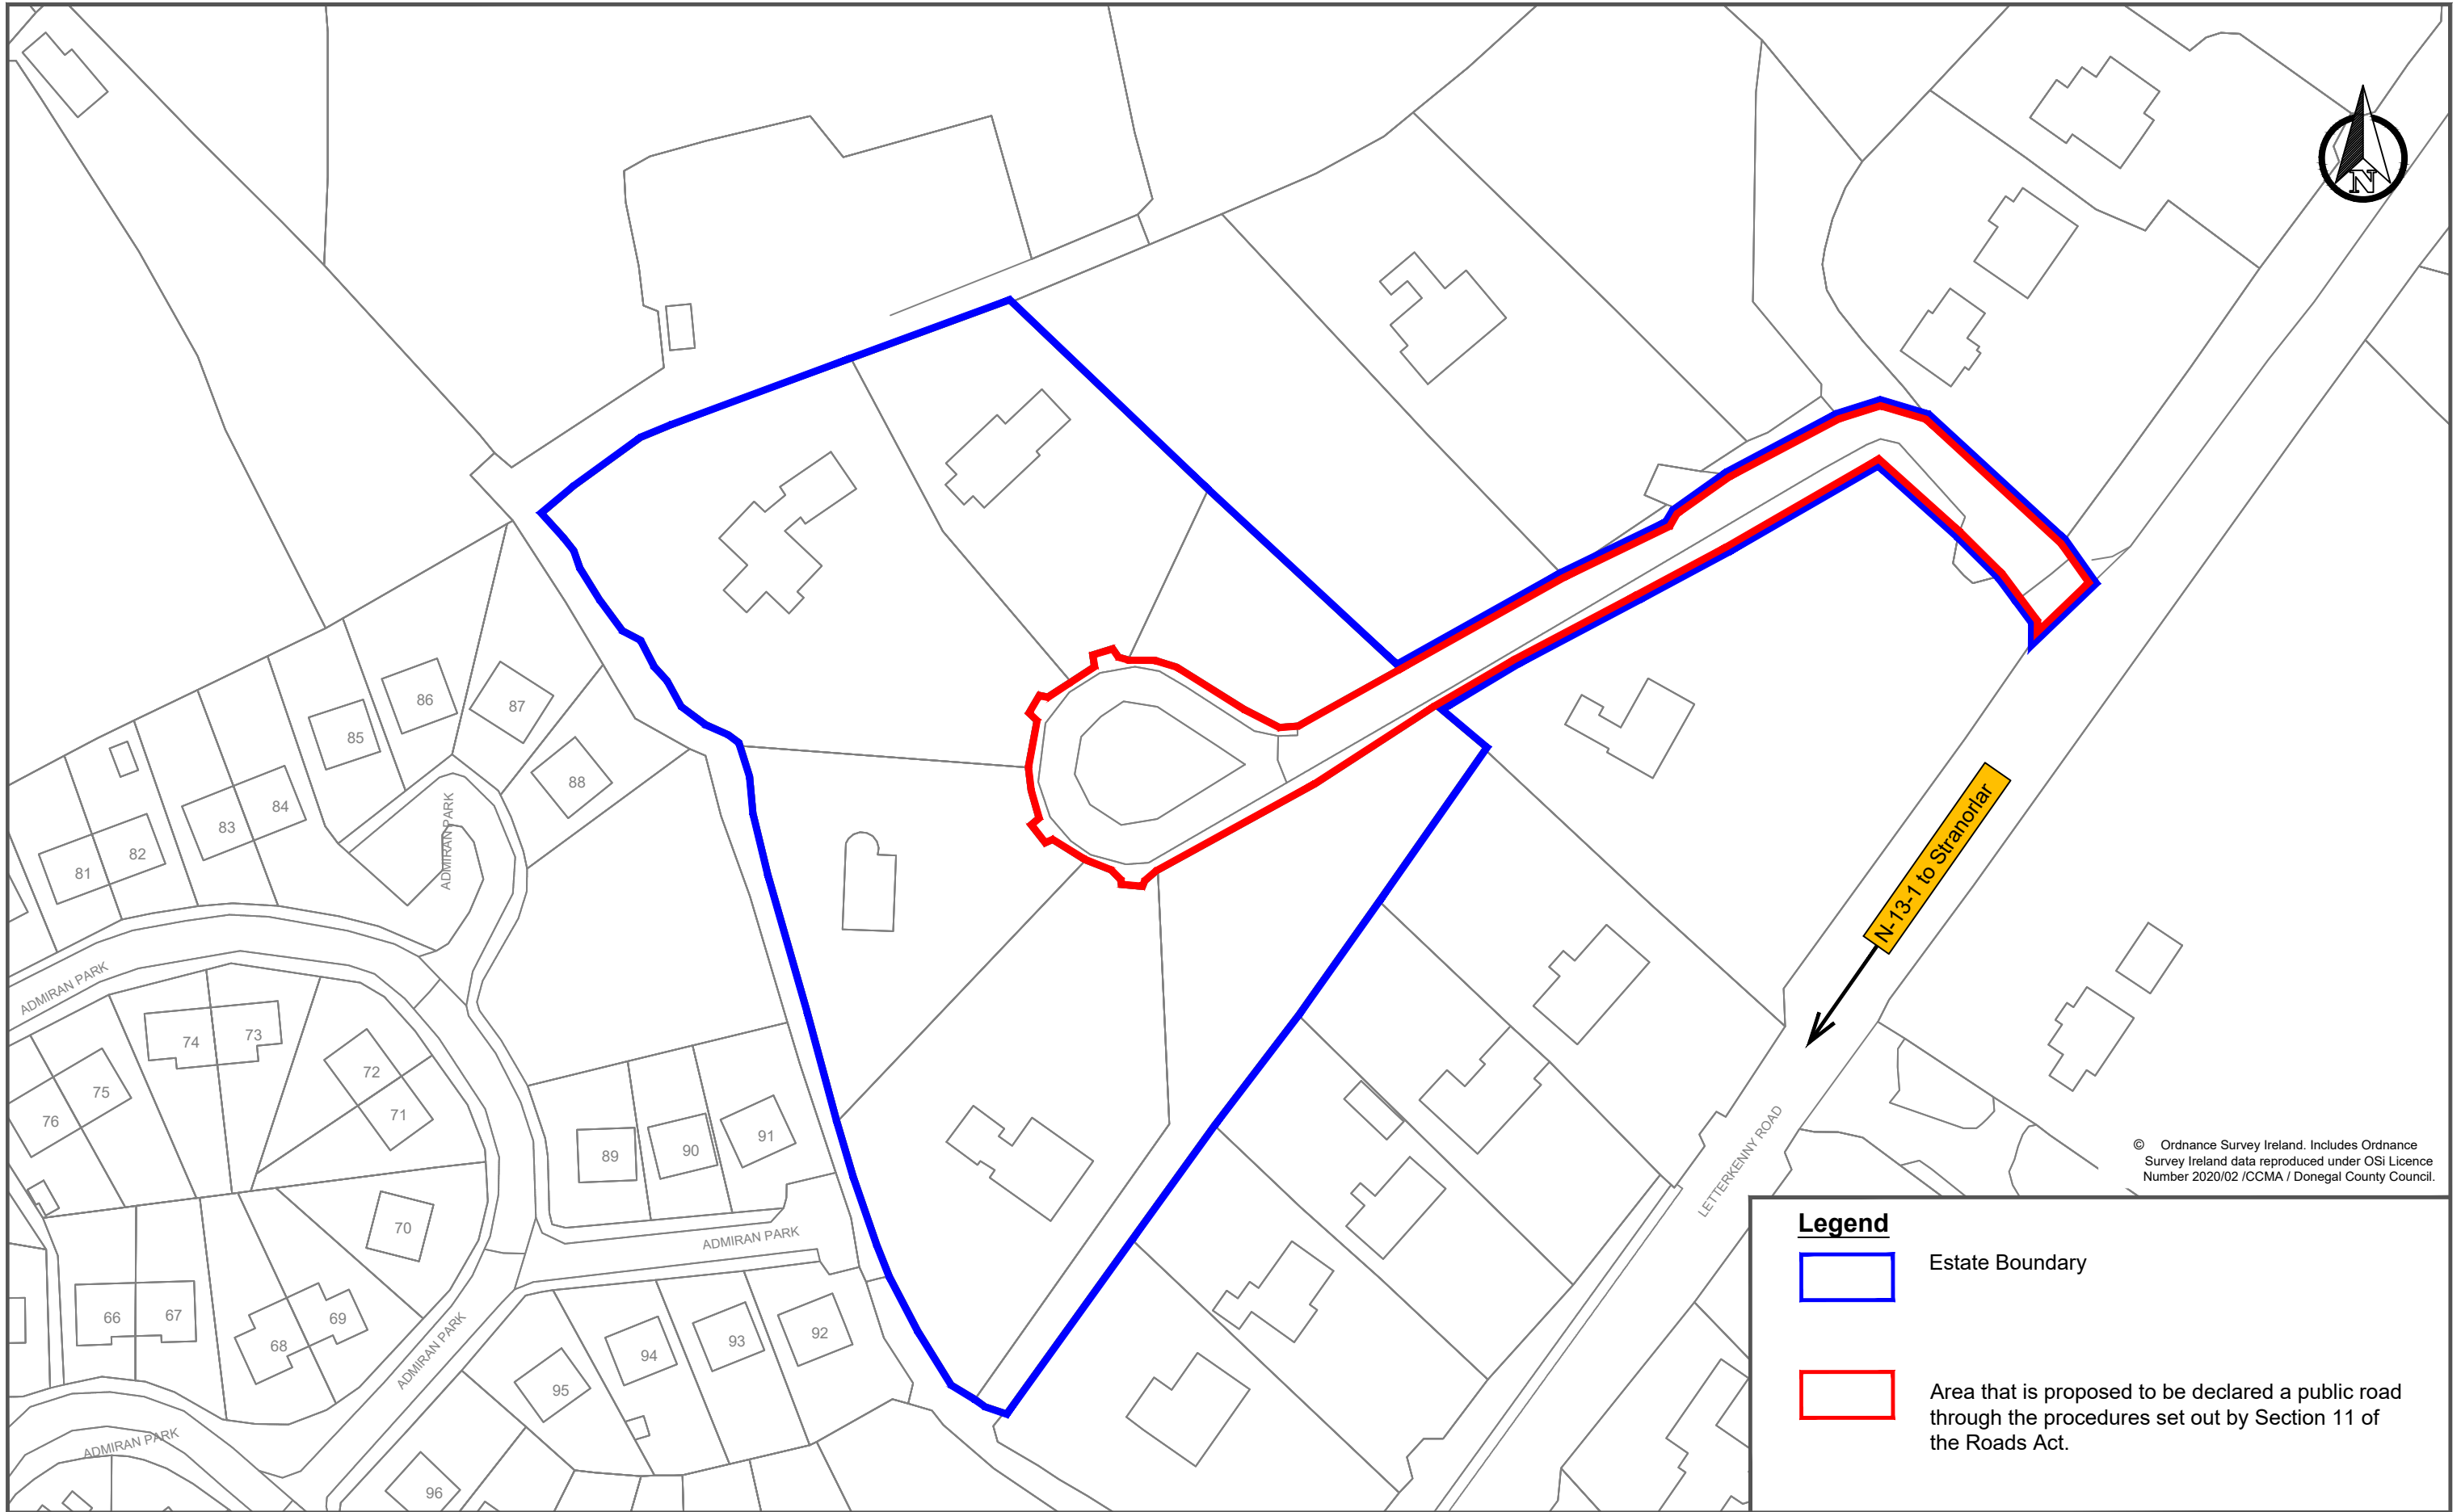 N
86
87
85
88
84
83
82
81
ADMIRAN PARK
ADMIRAN PARK
74
73
72
75
71
76
89
90
91
70
ADMIRAN PARK
66
67
69
68
ADMIRAN PARK
94
93
92
95
ADMIRAN PARK
96
N-13-1 to Stranorlar
LETTERKENNY ROAD
© Ordnance Survey Ireland. Includes Ordnance
Survey Ireland data reproduced under OSi Licence
Number 2020/02 /CCMA / Donegal County Council.
Legend
Estate Boundary
Area that is proposed to be declared a public road
through the procedures set out by Section 11 of
the Roads Act.